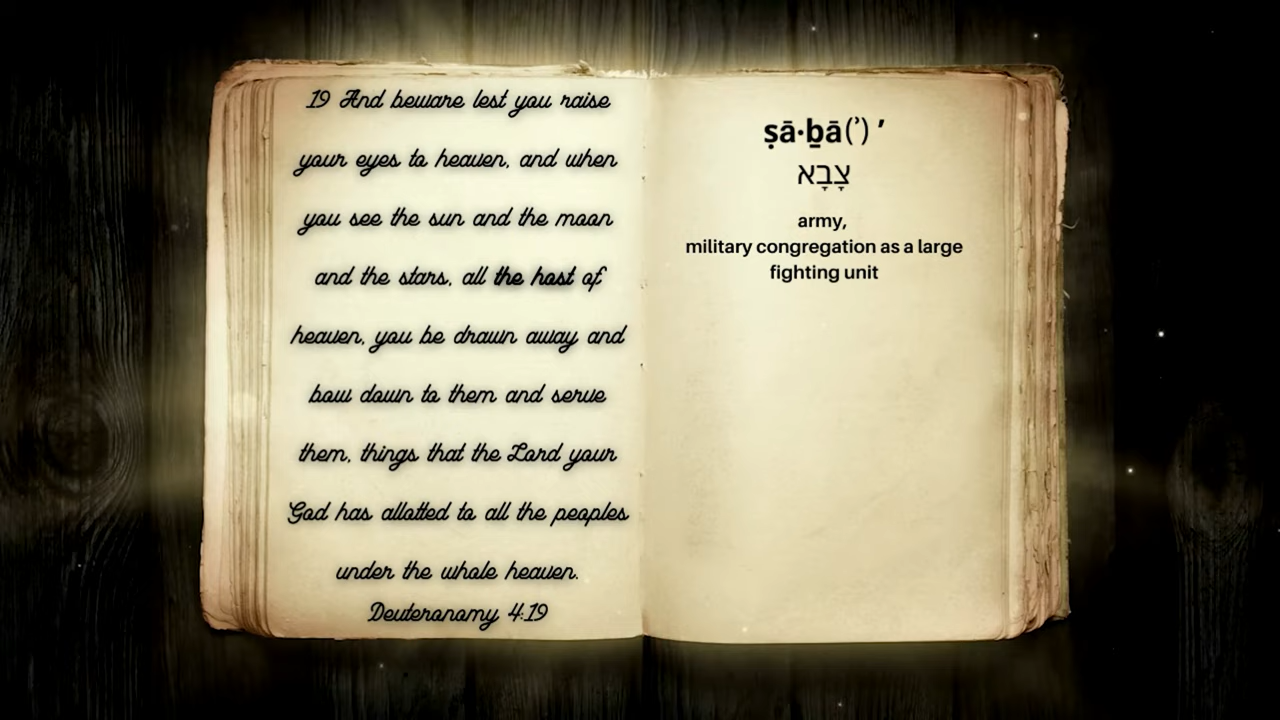 19 And beware lest you raise
your eyes to heaven, and when
you see the sun and the moon
and the stars, all the host of
heaven, you be drawn away and
bow down to them and serve
them, things that the Lord your
God has allotted to all the peoples
under the whole heaven.
Deuteronomy 4:19
ṣā·ḇā(ʾ) ʹ
צָבָא
army,
military congregation as a large
fighting unit